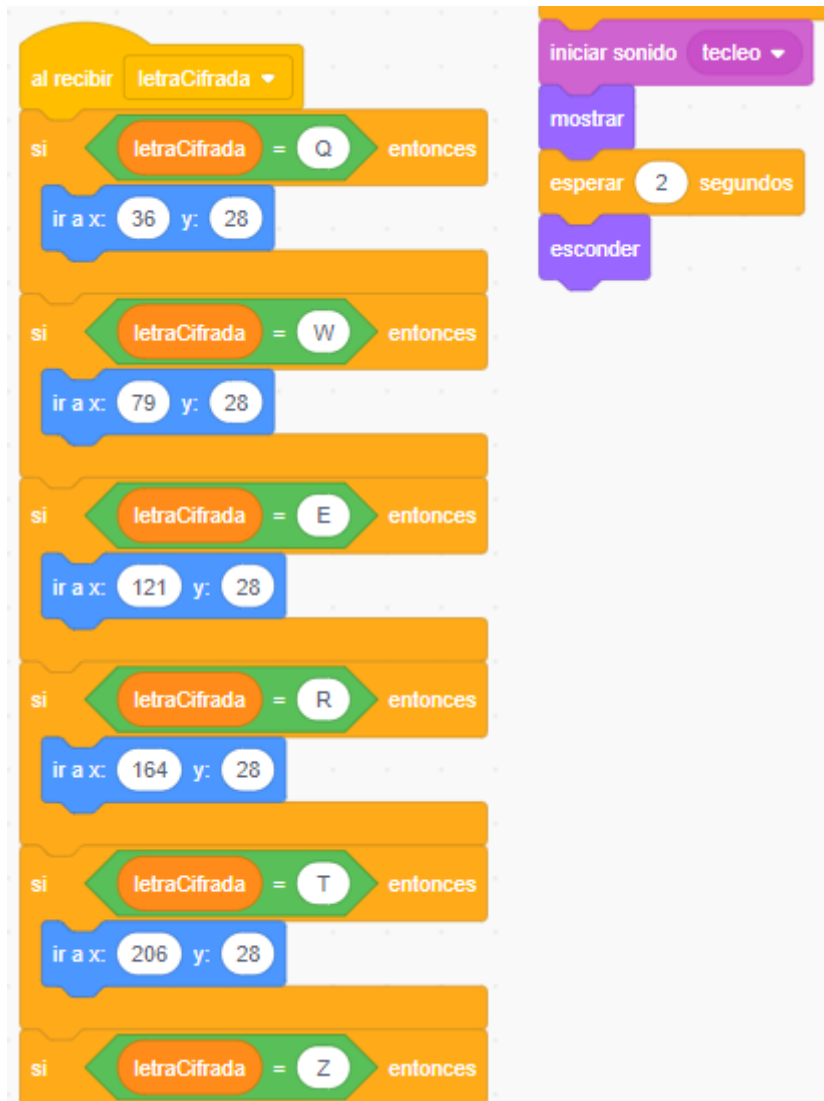 al recibir letraCifrada
si letraCifrada = Q entonces
ir a x: 36 y: 28
si letraCifrada = W entonces
ir a x: 79 y: 28
si letraCifrada = E entonces
ir a x: 121 y: 28
si letraCifrada = R entonces
ir a x: 164 y: 28
si letraCifrada = T entonces
ir a x: 206 y: 28
si letraCifrada = Z entonces
iniciar sonido tecleo
mostrar
esperar 2 segundos
esconder